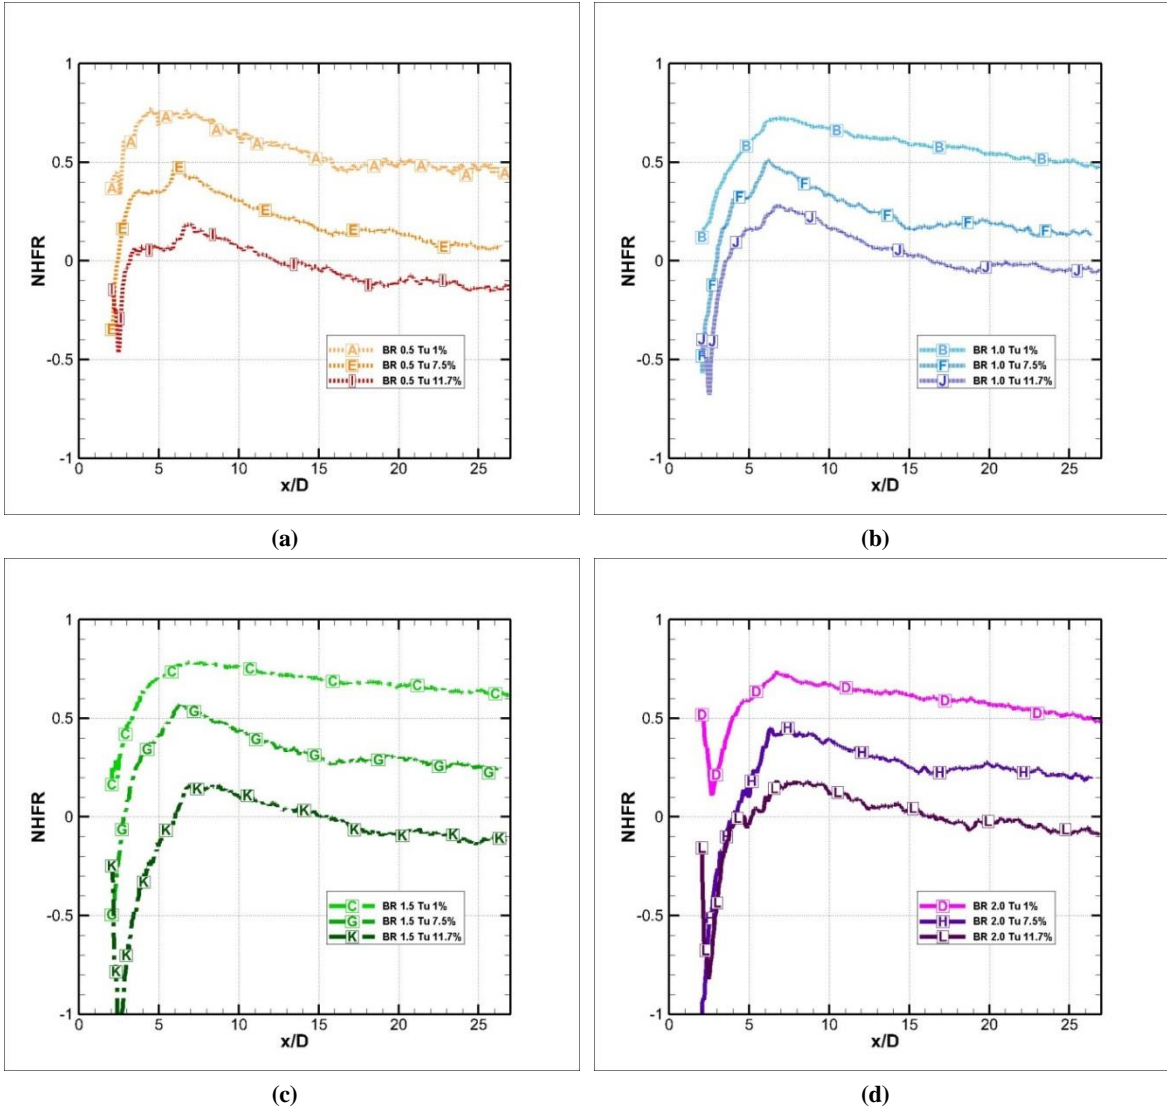 1
0.5
0
-0.5
-1
NHFR
0 5 10 15 20 25
x/D
A A A A A A A A A A
E E E E E E
I I I I I I I
A BR 0.5 Tu 1%
E BR 0.5 Tu 7.5%
I BR 0.5 Tu 11.7%
(a)
1
0.5
0
-0.5
-1
NHFR
0 5 10 15 20 25
x/D
B B B B B
F F F F F F F
J J J J J J J
B BR 1.0 Tu 1%
F BR 1.0 Tu 7.5%
J BR 1.0 Tu 11.7%
(b)
1
0.5
0
-0.5
-1
NHFR
0 5 10 15 20 25
x/D
C C C C C C C
G G G G G G G G G
K K K K K K K K K K K K
C BR 1.5 Tu 1%
G BR 1.5 Tu 7.5%
K BR 1.5 Tu 11.7%
(c)
1
0.5
0
-0.5
-1
NHFR
0 5 10 15 20 25
x/D
D D D D D D
H H H H H H
L L L L L L L L L
D BR 2.0 Tu 1%
H BR 2.0 Tu 7.5%
L BR 2.0 Tu 11.7%
(d)